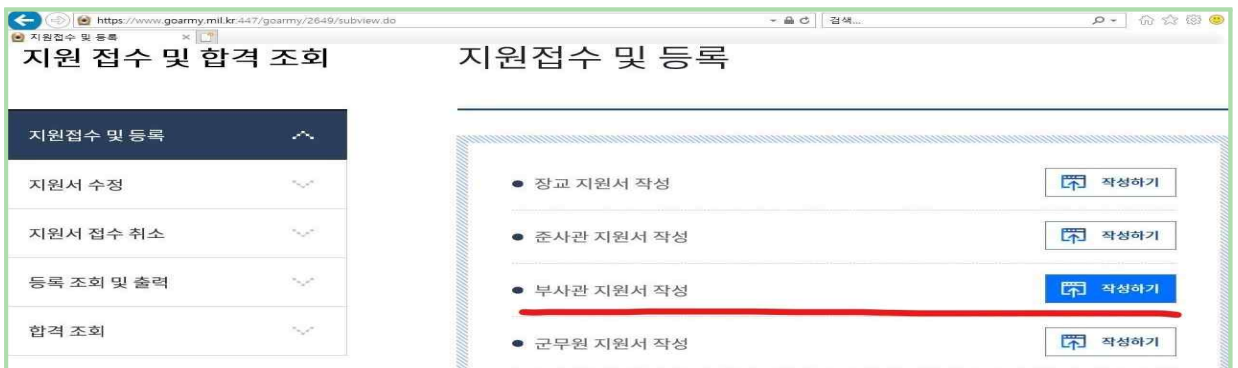 https://www.goarmy.mil.kr:447/goarmy/2649/subview.do
검색...
지원접수 및 등록
지원 접수 및 합격 조회
지원접수 및 등록
지원서 수정
지원서 접수 취소
등록 조회 및 출력
합격 조회
지원접수 및 등록
장교 지원서 작성 작성하기
준사관 지원서 작성 작성하기
부사관 지원서 작성 작성하기
군무원 지원서 작성 작성하기